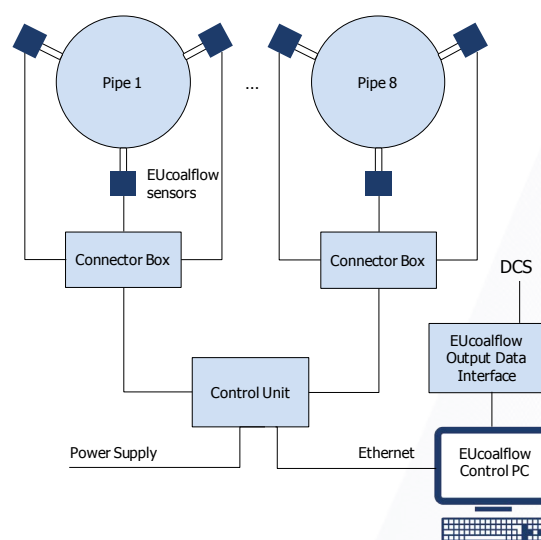 Pipe 1
...
Pipe 8
EUcoalflow
sensors
Connector Box
Connector Box
DCS
EUcoalflow
Output Data
Interface
Control Unit
Power Supply
Ethernet
EUcoalflow
Control PC